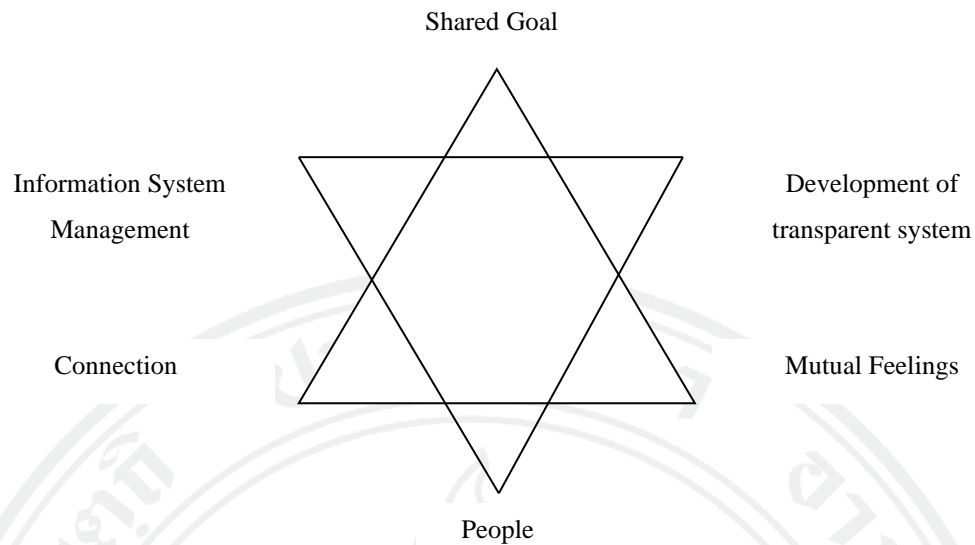 Shared Goal
Information System
Management
Development of
transparent system
Connection
Mutual Feelings
People